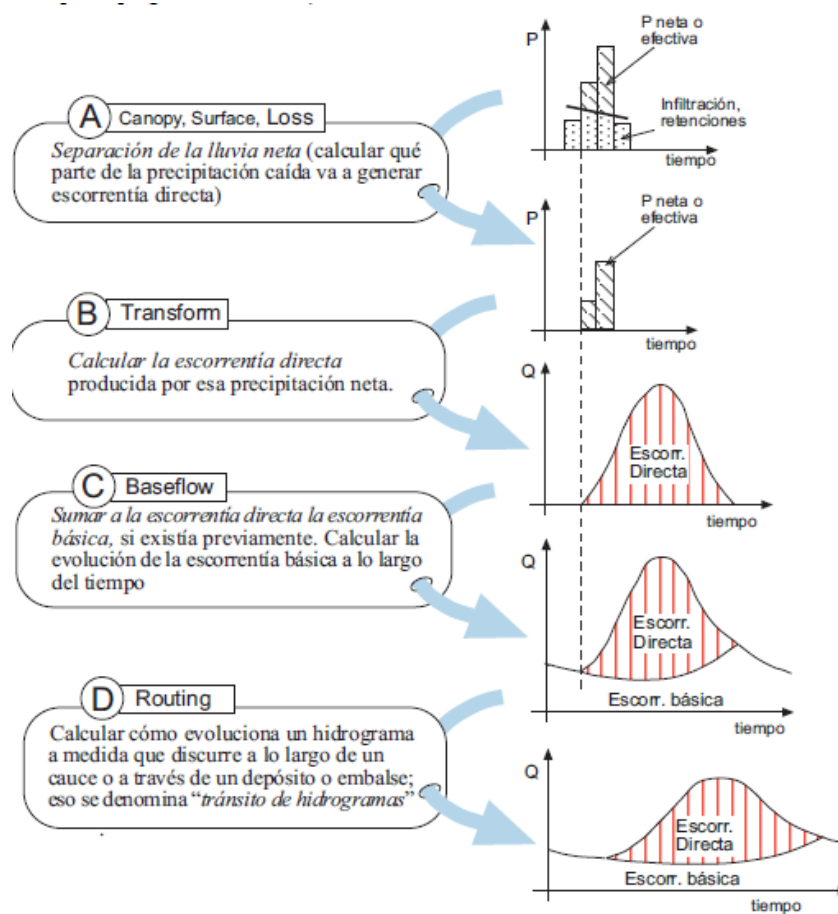 P
P neta o
efectiva
Infiltración,
retenciones
tiempo
A Canopy, Surface, Loss
Separación de la lluvia neta (calcular qué
parte de la precipitación caída va a generar
escorrentía directa)
P
P neta o
efectiva
tiempo
B Transform
Calcular la escorrentía directa
producida por esa precipitación neta.
Q
Escorr.
Directa
tiempo
C Baseflow
Sumar a la escorrentía directa la escorrentía
básica, si existía previamente. Calcular la
evolución de la escorrentía básica a lo largo
del tiempo
Q
Escorr.
Directa
Escorr. básica
tiempo
D Routing
Calcular cómo evoluciona un hidrograma
a medida que discurre a lo largo de un
cauce o a través de un depósito o embalse;
eso se denomina “tránsito de hidrogramas”
Q
Escorr.
Directa
Escorr. básica
tiempo